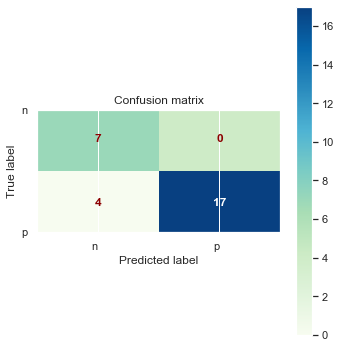 Confusion matrix
n
7 0
True label
4 17
p
n p
Predicted label
16
14
12
10
8
6
4
2
0